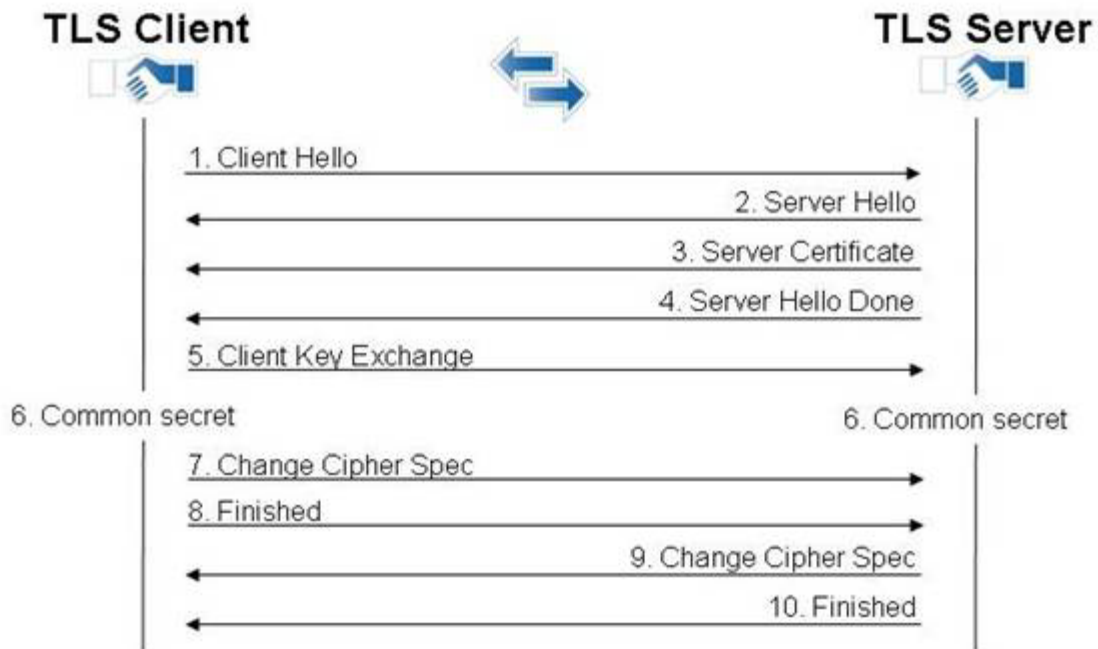 TLS Client
TLS Server
1. Client Hello
2. Server Hello
3. Server Certificate
4. Server Hello Done
5. Client Key Exchange
6. Common secret
6. Common secret
7. Change Cipher Spec
8. Finished
9. Change Cipher Spec
10. Finished